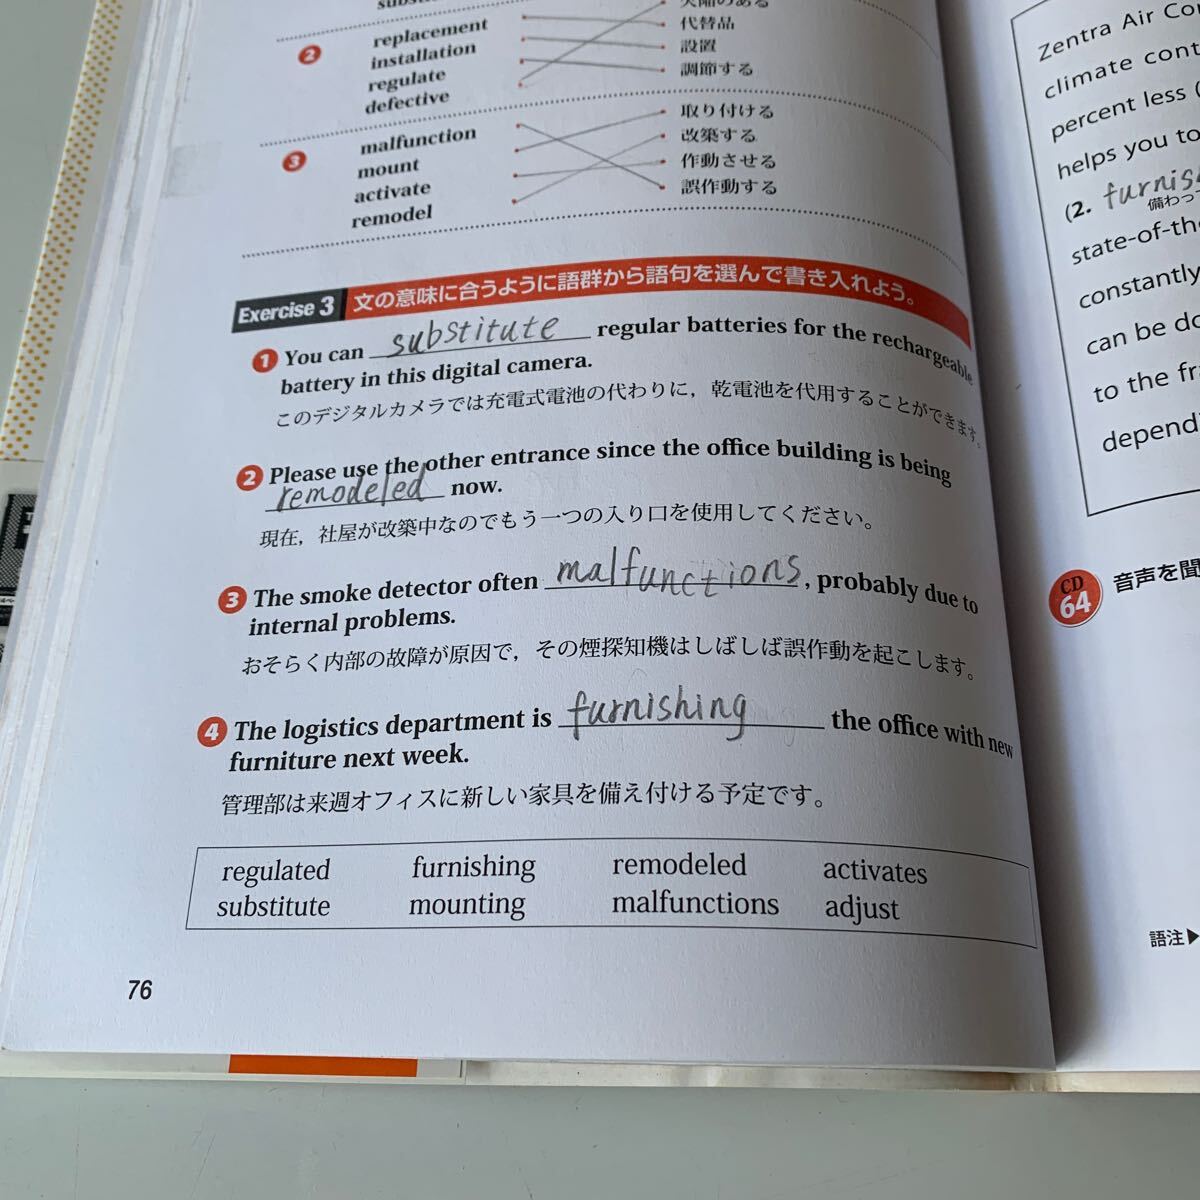 ❷
replacement
installation
regulate
defective
代替品
設置
調節する
❸
malfunction
mount
activate
remodel
取り付ける
改築する
作動させる
誤作動する
Exercise 3 文の意味に合うように語群から語句を選んで書き入れよう。
❶ You can substitute regular batteries for the rechargeable
battery in this digital camera.
このデジタルカメラでは充電式電池の代わりに，乾電池を代用することができます。
❷ Please use the other entrance since the office building is being
remodeled now.
現在，社屋が改築中なのでもう一つの入り口を使用してください。
❸ The smoke detector often malfunctions, probably due to
internal problems.
おそらく内部の故障が原因で，その煙探知機はしばしば誤作動を起こします。
❹ The logistics department is furnishing the office with new
furniture next week.
管理部は来週オフィスに新しい家具を備え付ける予定です。
regulated furnishing remodeled activates
substitute mounting malfunctions adjust
76
Zentra Air Co
climate cont
percent less (
helps you to
(2. furnis
備わって
state-of-the
constantly
can be do
to the fra
dependi
CD
64
音声を聞
語注▶